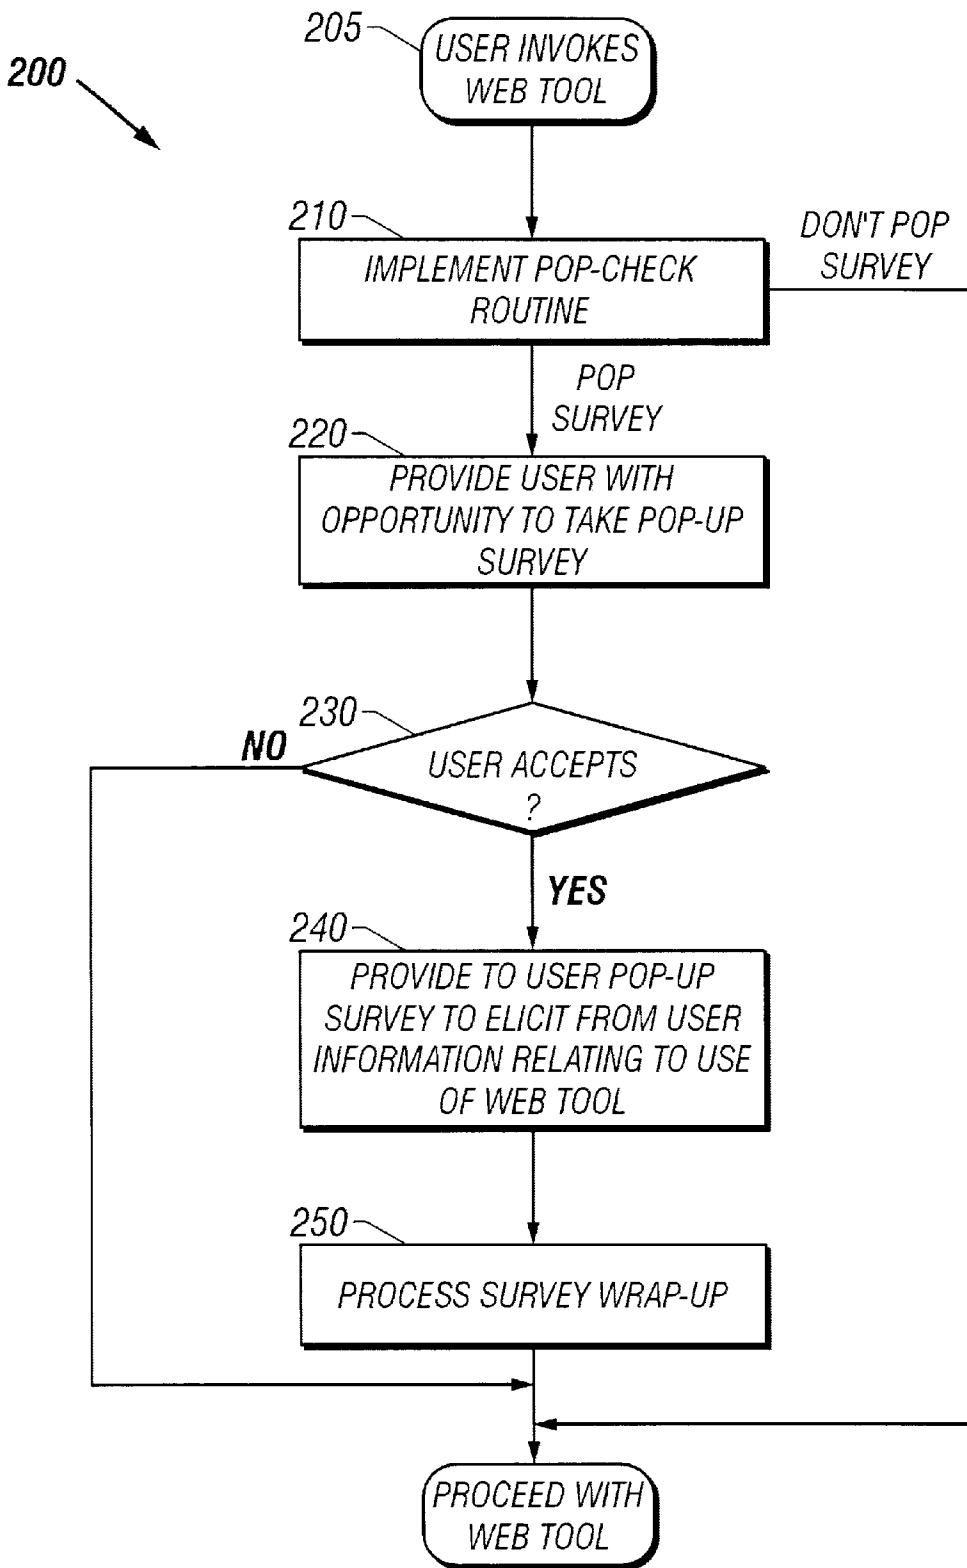 205
USER INVOKES
WEB TOOL
200
210
IMPLEMENT POP-CHECK
ROUTINE
DON'T POP
SURVEY
POP
SURVEY
220
PROVIDE USER WITH
OPPORTUNITY TO TAKE POP-UP
SURVEY
230
NO
USER ACCEPTS
?
YES
240
PROVIDE TO USER POP-UP
SURVEY TO ELICIT FROM USER
INFORMATION RELATING TO USE
OF WEB TOOL
250
PROCESS SURVEY WRAP-UP
PROCEED WITH
WEB TOOL